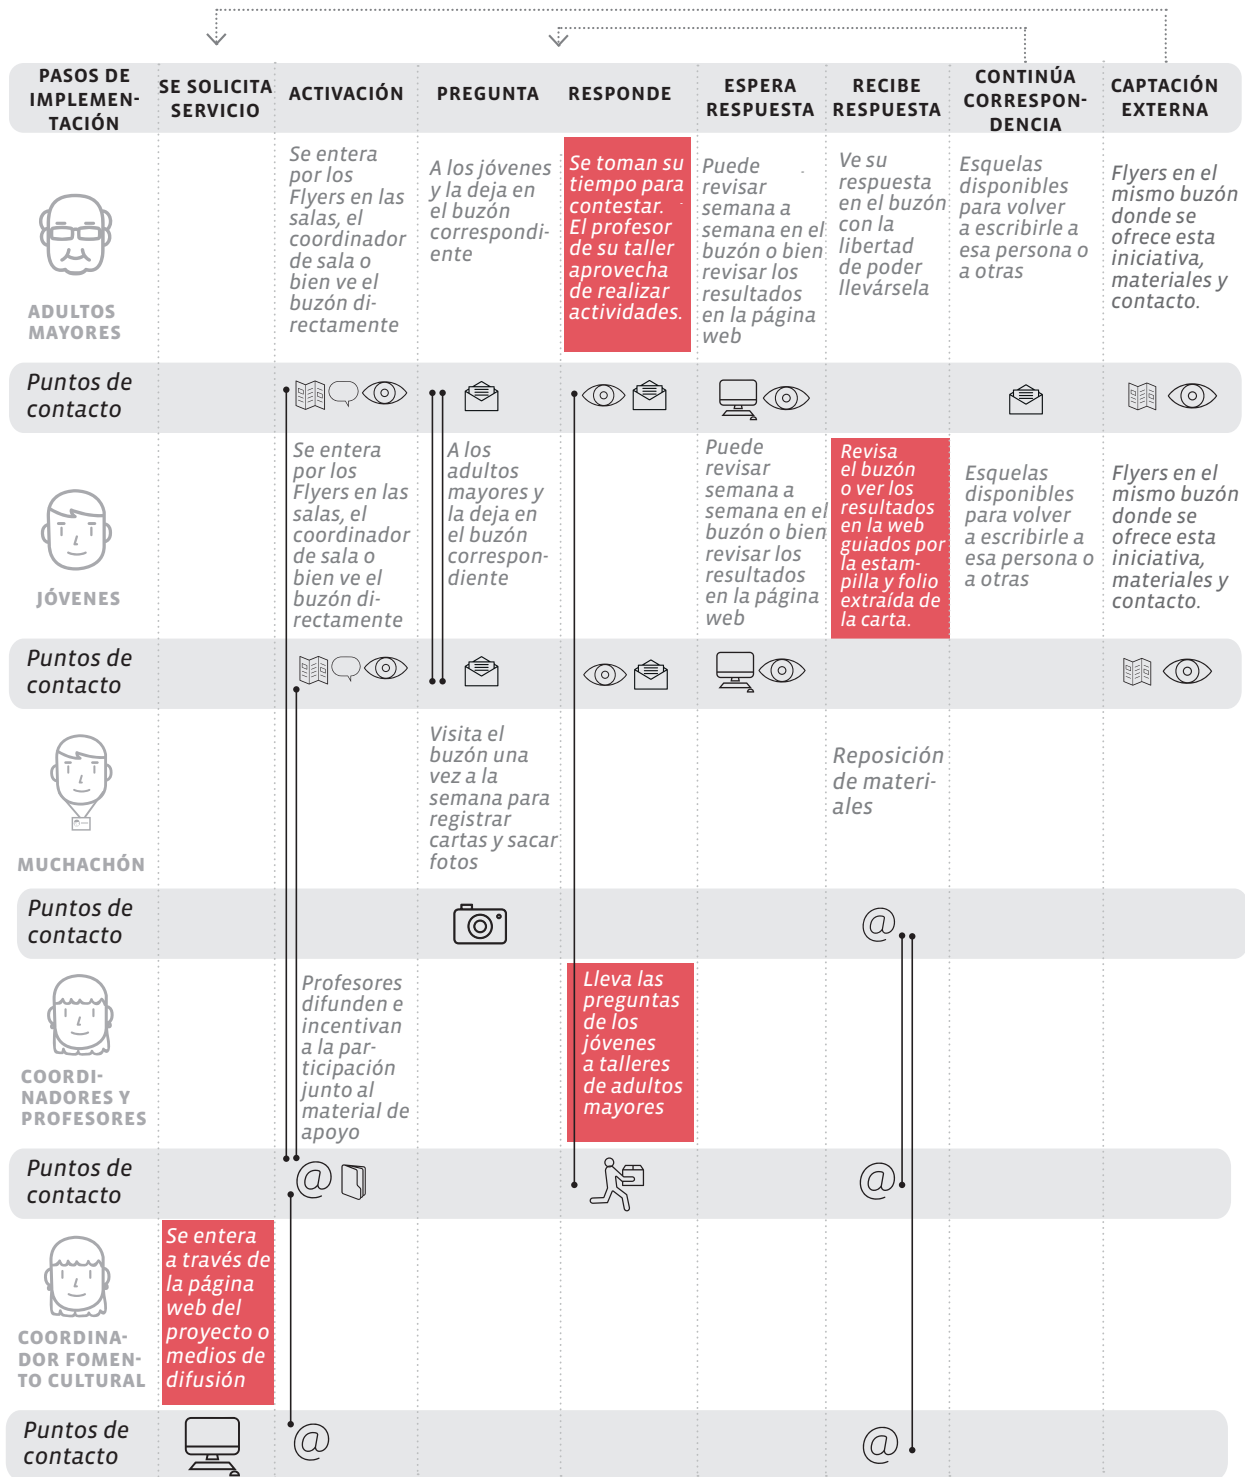 PASOS DE
IMPLEMEN-
TACIÓN
SE SOLICITA
SERVICIO
ACTIVACIÓN
PREGUNTA
RESPONDE
ESPERA
RESPUESTA
RECIBE
RESPUESTA
CONTINÚA
CORRESPON-
DENCIA
CAPTACIÓN
EXTERNA
ADULTOS
MAYORES
Se entera
por los
Flyers en las
salas, el
coordinador
de sala o
bien ve el
buzón di-
rectamente
A los jóvenes
y la deja en
el buzón
correspondi-
ente
Se toman su
tiempo para
contestar.
El profesor
de su taller
aprovecha
de realizar
actividades.
Puede
revisar
semana a
semana en el
buzón o bien
revisar los
resultados
en la página
web
Ve su
respuesta
en el buzón
con la
libertad
de poder
llevársela
Esquelas
disponibles
para volver
a escribirle a
esa persona o
a otras
Flyers en el
mismo buzón
donde se
ofrece esta
iniciativa,
materiales y
contacto.
Puntos de
contacto
JÓVENES
Se entera
por los
Flyers en las
salas, el
coordinador
de sala o
bien ve el
buzón di-
rectamente
A los
adultos
mayores y
la deja en
el buzón
correspon-
diente
Puede
revisar
semana a
semana en el
buzón o bien
revisar los
resultados
en la página
web
Revisa
el buzón
o ver los
resultados
en la web
guiados por
la estam-
pilla y folio
extraída de
la carta.
Esquelas
disponibles
para volver
a escribirle a
esa persona o
a otras
Flyers en el
mismo buzón
donde se
ofrece esta
iniciativa,
materiales y
contacto.
Puntos de
contacto
MUCHACHÓN
Visita el
buzón una
vez a la
semana para
registrar
cartas y sacar
fotos
Reposición
de materi-
ales
Puntos de
contacto
@
COORDI-
NADORES Y
PROFESORES
Profesores
difunden e
incentivan
a la par-
ticipación
junto al
material de
apoyo
Lleva las
preguntas
de los
jóvenes
a talleres
de adultos
mayores
Puntos de
contacto
@
@
COORDINA-
DOR FOMEN-
TO CULTURAL
Se entera
a través de
la página
web del
proyecto o
medios de
difusión
Puntos de
contacto
@
@